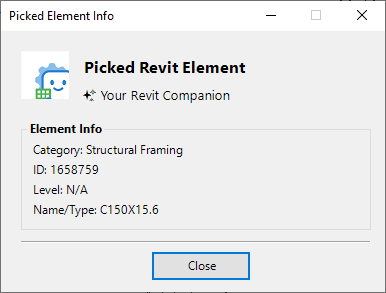 Picked Element Info
Picked Revit Element
✨ Your Revit Companion
Element Info
Category: Structural Framing
ID: 1658759
Level: N/A
Name/Type: C150X15.6
Close